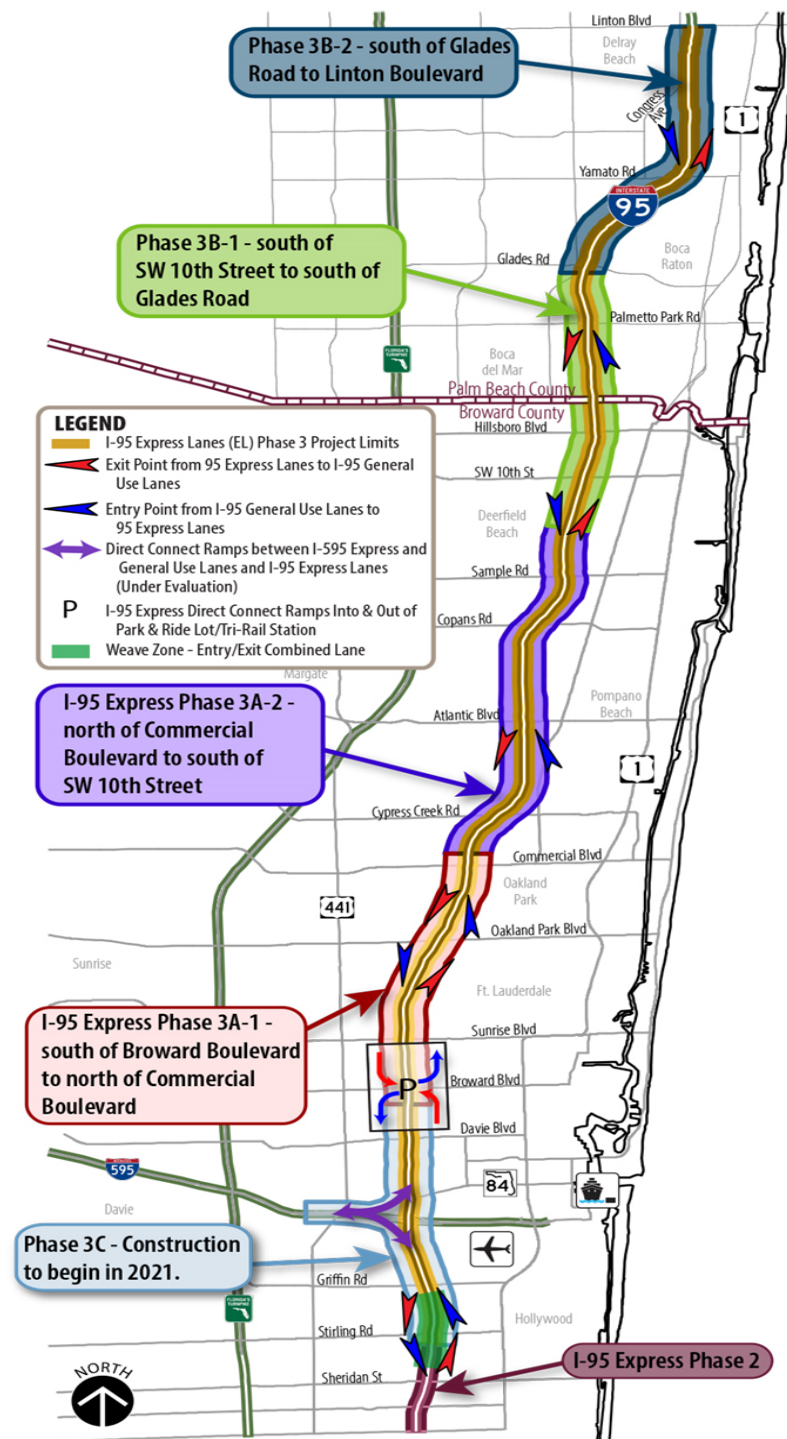 Linton Blvd
Delray
Beach
Phase 3B-2 - south of Glades
Road to Linton Boulevard
Congress
Ave
1
Yamato Rd
INTERSTATE
95
Phase 3B-1 - south of
SW 10th Street to south of
Glades Road
Glades Rd
Boca
Raton
Palmetto Park Rd
FLORIDA'S
TURNPIKE
Boca
del Mar
Palm Beach County
Broward County
Hillsboro Blvd
LEGEND
I-95 Express Lanes (EL) Phase 3 Project Limits
Exit Point from 95 Express Lanes to I-95 General
Use Lanes
Entry Point from I-95 General Use Lanes to
95 Express Lanes
Direct Connect Ramps between I-595 Express and
General Use Lanes and I-95 Express Lanes
(Under Evaluation)
P
I-95 Express Direct Connect Ramps Into & Out of
Park & Ride Lot/Tri-Rail Station
Weave Zone - Entry/Exit Combined Lane
SW 10th St
Deerfield
Beach
Sample Rd
Copans Rd
Margate
I-95 Express Phase 3A-2 -
north of Commercial
Boulevard to south of
SW 10th Street
Atlantic Blvd
Pompano
Beach
1
Cypress Creek Rd
Commercial Blvd
Oakland
Park
441
Oakland Park Blvd
Sunrise
Ft. Lauderdale
I-95 Express Phase 3A-1 -
south of Broward Boulevard
to north of Commercial
Boulevard
Sunrise Blvd
P
Broward Blvd
Davie Blvd
595
84
Davie
Phase 3C - Construction
to begin in 2021.
Griffin Rd
FLORIDA'S
TURNPIKE
Hollywood
Stirling Rd
I-95 Express Phase 2
Sheridan St
NORTH